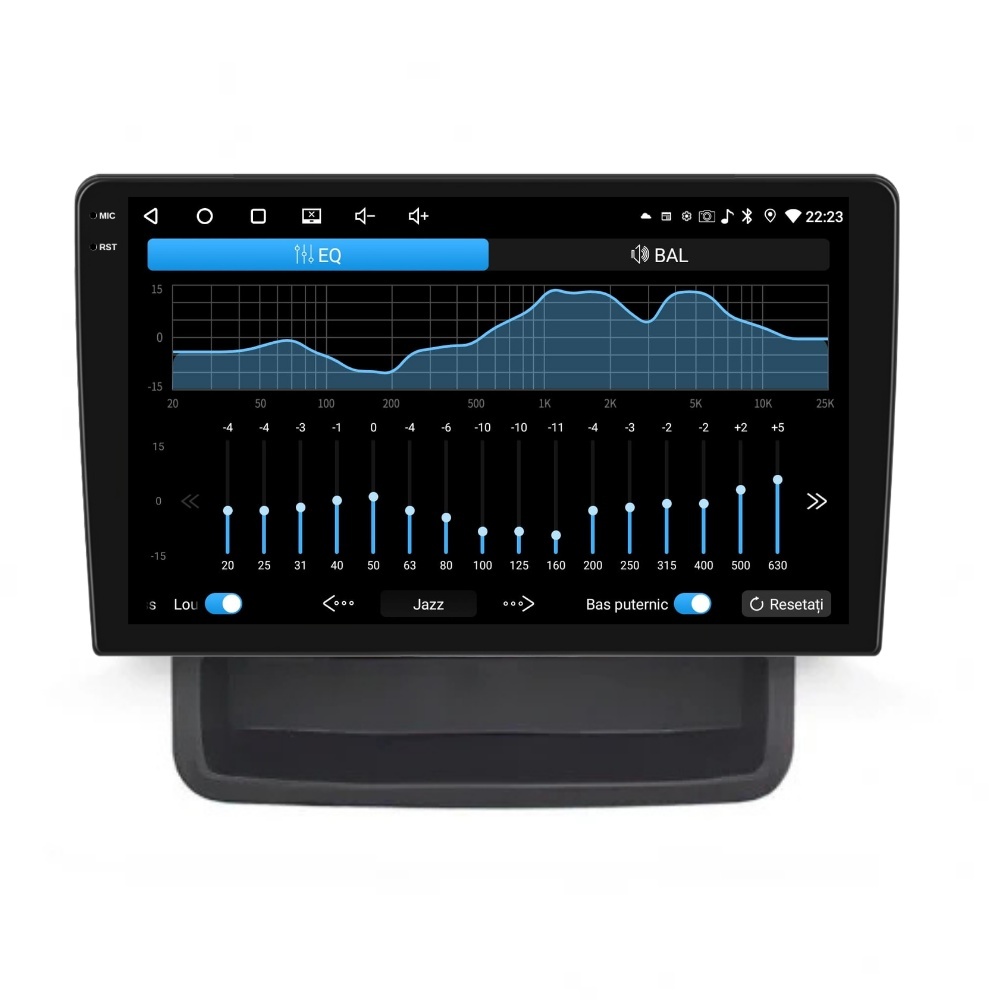 MIC
22:23
RST
EQ
BAL
15
0
-15
20 50 100 200 500 1K 2K 5K 10K 25K
-4 -4 -3 -1 0 -4 -6 -10 -10 -11 -4 -3 -2 -2 +2 +5
15
0
-15
20 25 31 40 50 63 80 100 125 160 200 250 315 400 500 630
s Lou Jazz Bas puternic Resetați